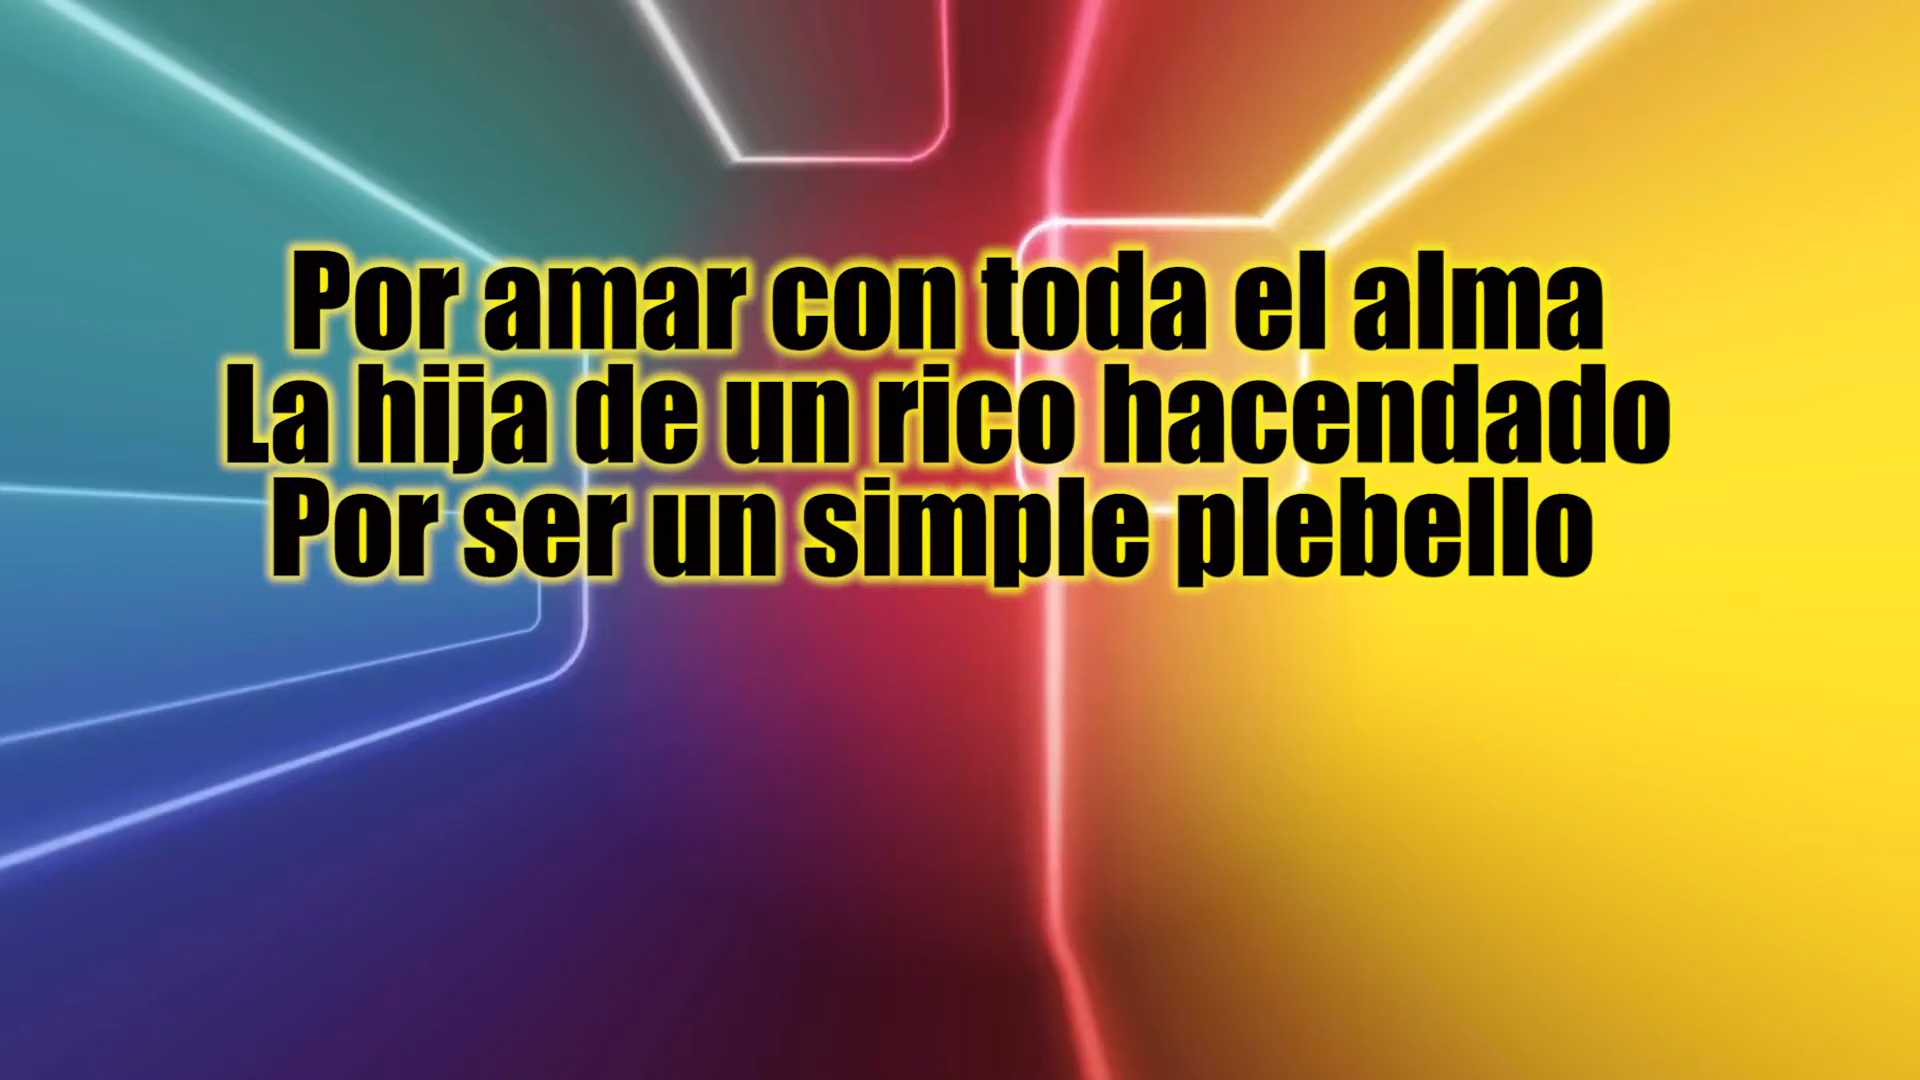 Por amar con toda el alma
La hija de un rico hacendado
Por ser un simple plebello